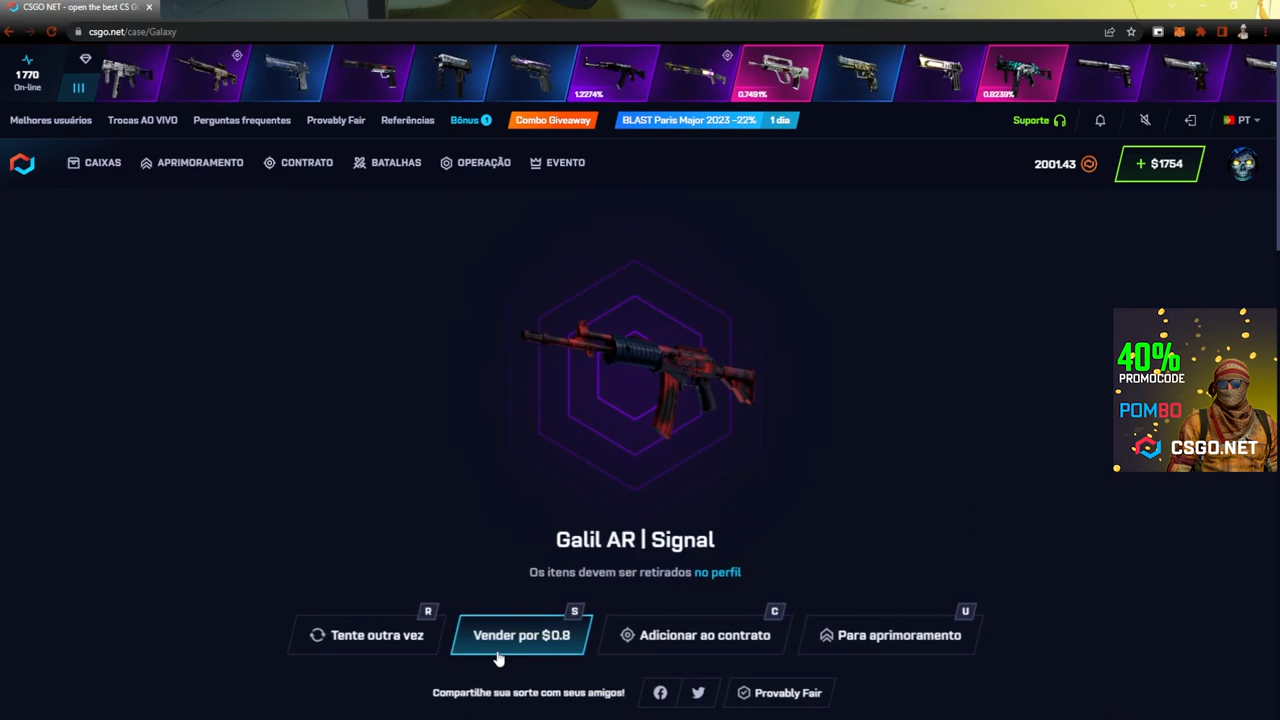 CSGO NET - open the best CS G
csgo.net/case/Galaxy
1 770
On-line
1.2274%
0.7491%
0.8239%
Melhores usuários
Trocas AO VIVO
Perguntas frequentes
Provably Fair
Referências
Bônus 1
Combo Giveaway
BLAST Paris Major 2023 –22%
1 dia
Suporte
PT
CAIXAS
APRIMORAMENTO
CONTRATO
BATALHAS
OPERAÇÃO
EVENTO
2001.43
+ $1754
40%
PROMOCODE
POMBO
CSGO.NET
Galil AR | Signal
Os itens devem ser retirados no perfil
R
S
C
U
Tente outra vez
Vender por $0.8
Adicionar ao contrato
Para aprimoramento
Compartilhe sua sorte com seus amigos!
Provably Fair